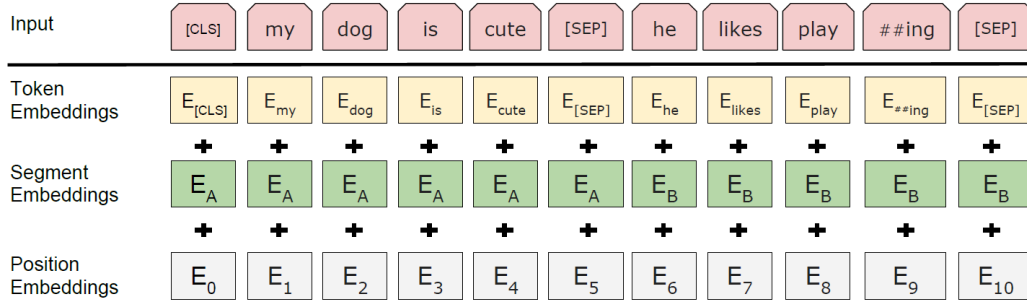 Input [CLS] my dog is cute [SEP] he likes play ##ing [SEP]
Token Embeddings E[CLS] Emy Edog Eis Ecute E[SEP] Ehe Elikes Eplay E##ing E[SEP]
+ + + + + + + + + + +
Segment Embeddings EA EA EA EA EA EA EB EB EB EB EB
+ + + + + + + + + + +
Position Embeddings E0 E1 E2 E3 E4 E5 E6 E7 E8 E9 E10